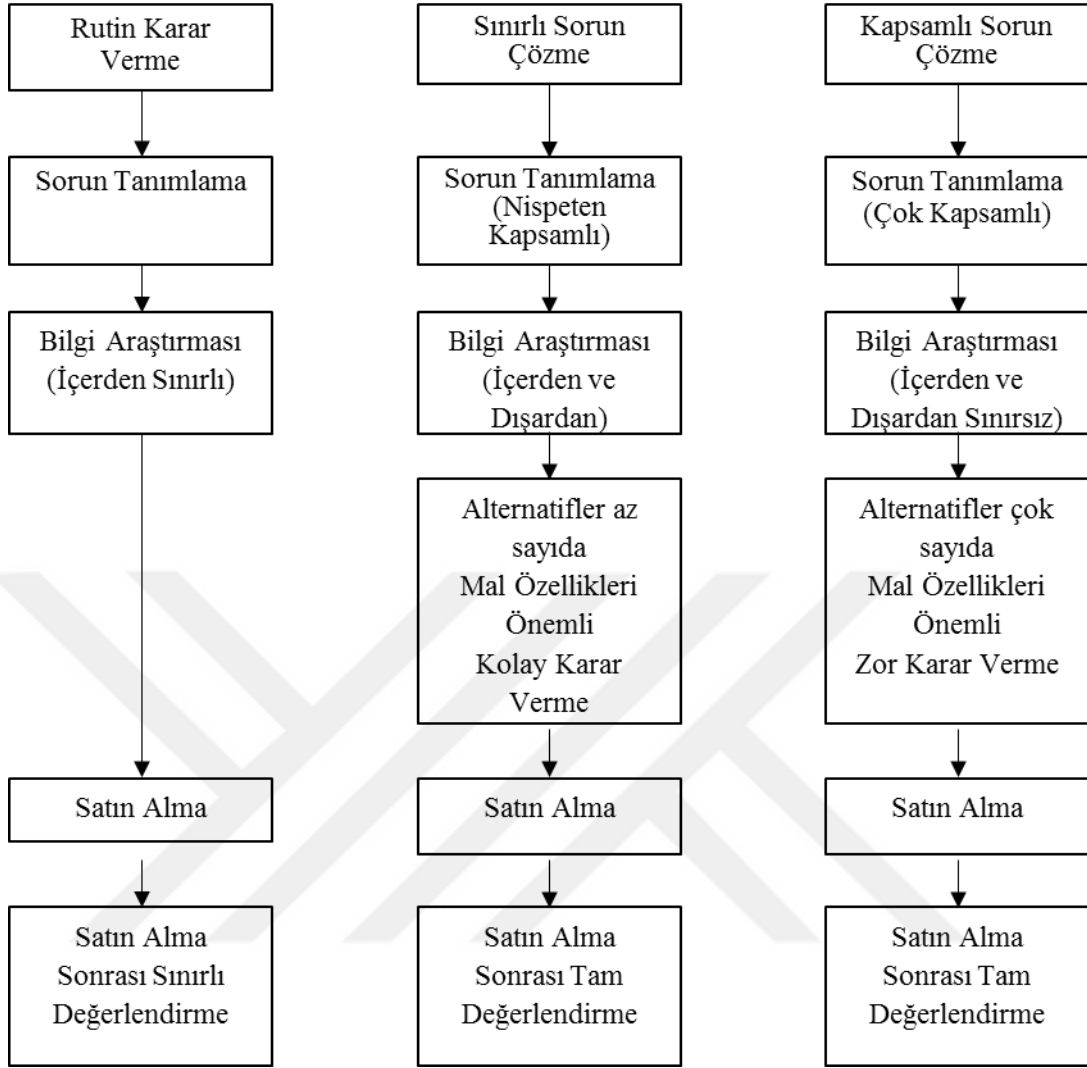 Rutin Karar
Verme
Sorun Tanımlama
Bilgi Araştırması
(İçerden Sınırlı)
Satın Alma
Satın Alma
Sonrası Sınırlı
Değerlendirme
Sınırlı Sorun
Çözme
Sorun Tanımlama
(Nispeten
Kapsamlı)
Bilgi Araştırması
(İçerden ve
Dışardan)
Alternatifler az
sayıda
Mal Özellikleri
Önemli
Kolay Karar
Verme
Satın Alma
Satın Alma
Sonrası Tam
Değerlendirme
Kapsamlı Sorun
Çözme
Sorun Tanımlama
(Çok Kapsamlı)
Bilgi Araştırması
(İçerden ve
Dışardan Sınırsız)
Alternatifler çok
sayıda
Mal Özellikleri
Önemli
Zor Karar Verme
Satın Alma
Satın Alma
Sonrası Tam
Değerlendirme